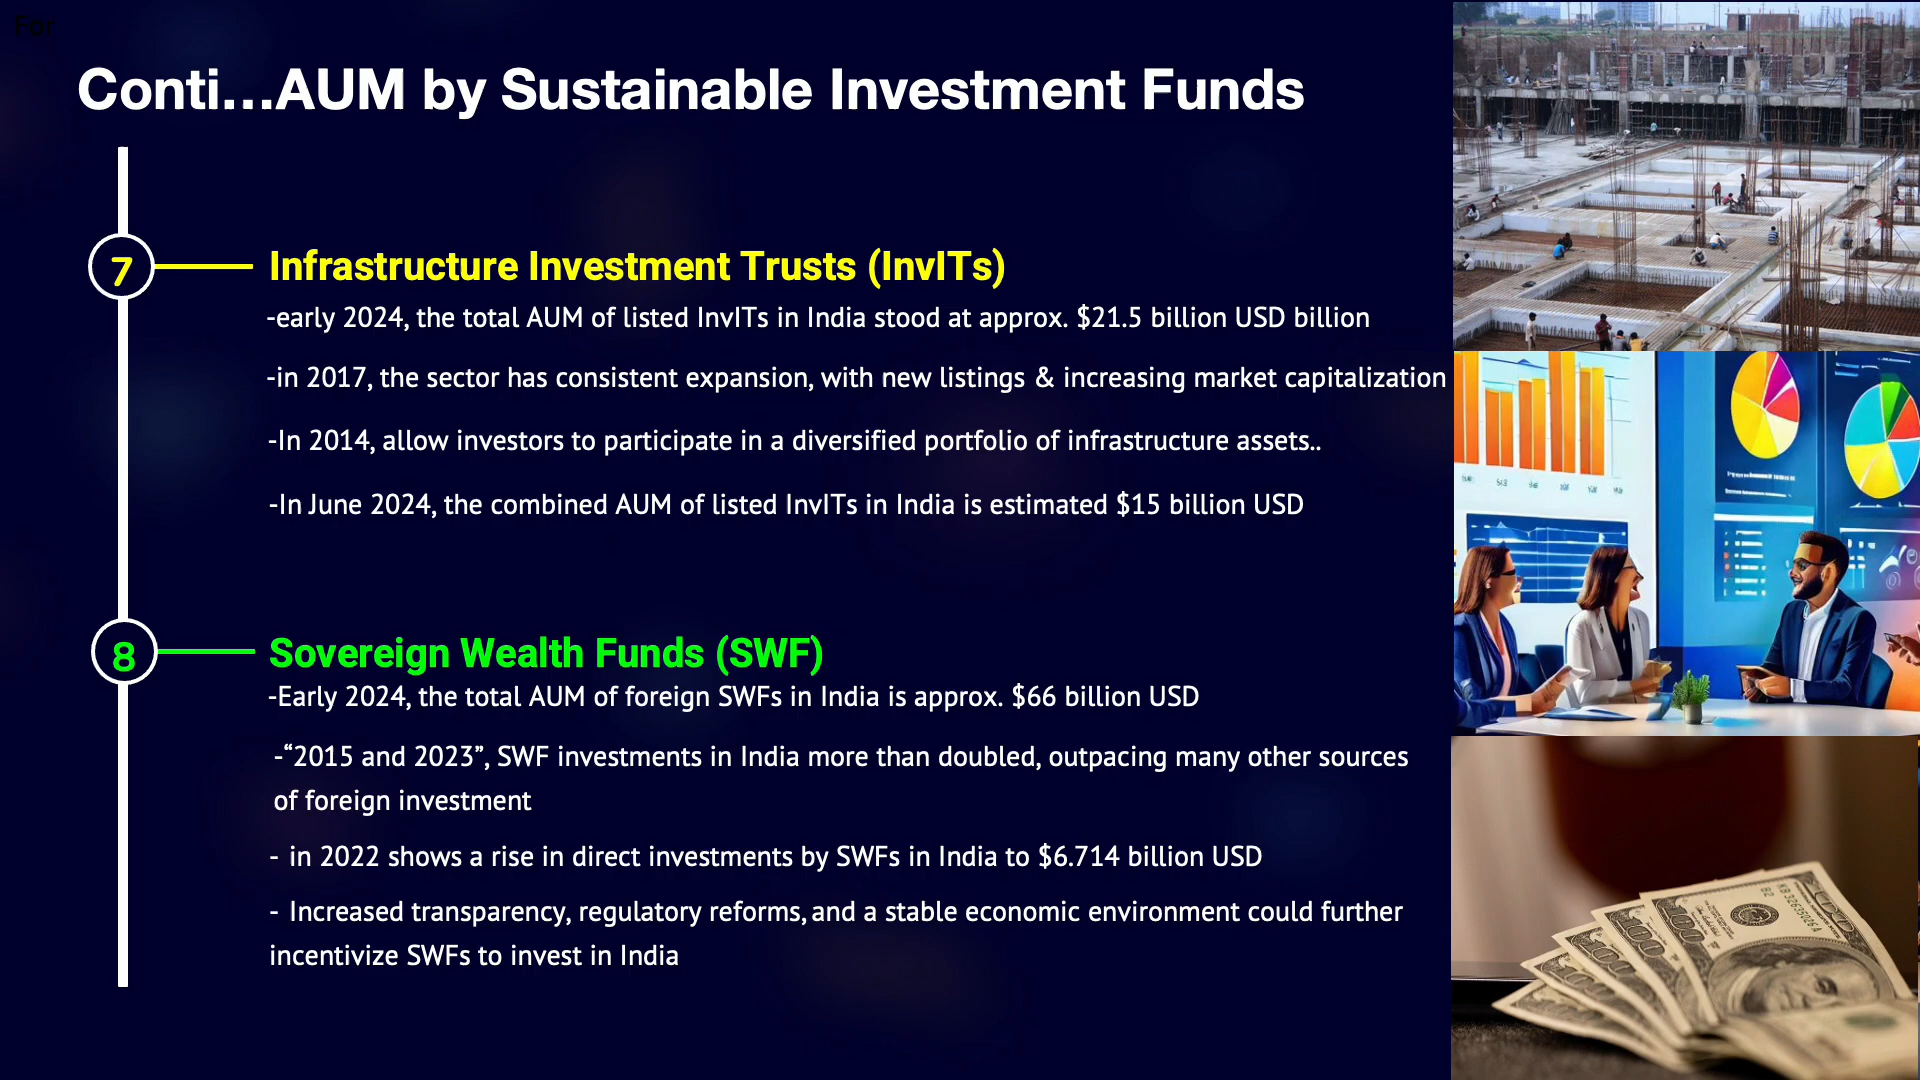 For
Conti...AUM by Sustainable Investment Funds
7
Infrastructure Investment Trusts (InvITs)
-early 2024, the total AUM of listed InvITs in India stood at approx. $21.5 billion USD billion
-in 2017, the sector has consistent expansion, with new listings & increasing market capitalization
-In 2014, allow investors to participate in a diversified portfolio of infrastructure assets..
-In June 2024, the combined AUM of listed InvITs in India is estimated $15 billion USD
8
Sovereign Wealth Funds (SWF)
-Early 2024, the total AUM of foreign SWFs in India is approx. $66 billion USD
-“2015 and 2023”, SWF investments in India more than doubled, outpacing many other sources
of foreign investment
- in 2022 shows a rise in direct investments by SWFs in India to $6.714 billion USD
- Increased transparency, regulatory reforms, and a stable economic environment could further
incentivize SWFs to invest in India